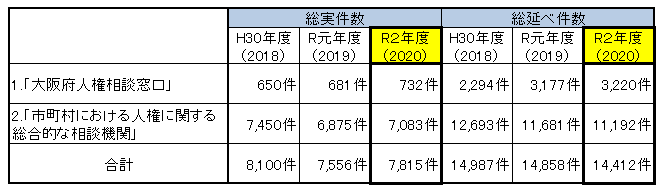 総実件数 総延べ件数
H30年度 R元年度 R2年度 H30年度 R元年度 R2年度
(2018) (2019) (2020) (2018) (2019) (2020)
1.「大阪府人権相談窓口」 650件 681件 732件 2,294件 3,177件 3,220件
2.「市町村における人権に関する
総合的な相談機関」 7,450件 6,875件 7,083件 12,693件 11,681件 11,192件
合計 8,100件 7,556件 7,815件 14,987件 14,858件 14,412件